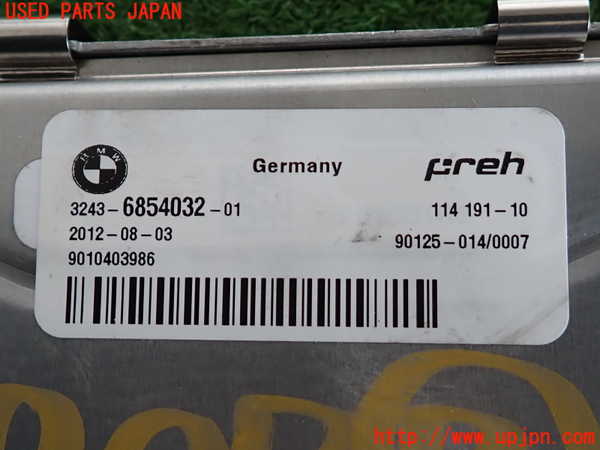 USED PARTS JAPAN
BMW
Germany
preh
3243-6854032-01
114 191-10
2012-08-03
90125-014/0007
9010403986
http://www.upjpn.com/